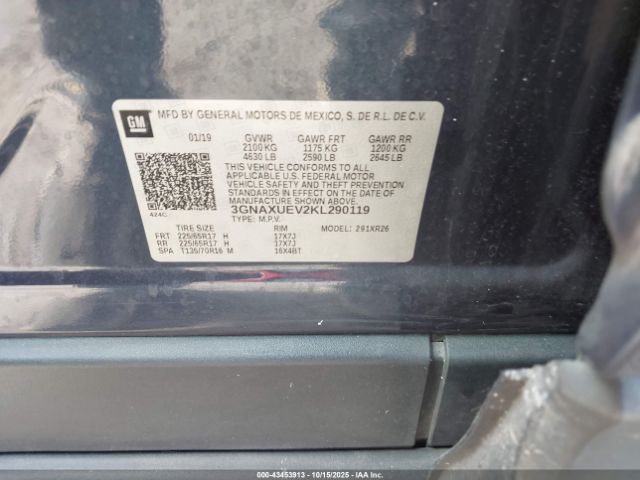 GM
MFD BY GENERAL MOTORS DE MEXICO, S. DE R.L. DE C.V.
01/19 GVWR GAWR FRT GAWR RR
2100 KG 1175 KG 1200 KG
4630 LB 2590 LB 2645 LB
THIS VEHICLE CONFORMS TO ALL
APPLICABLE U.S. FEDERAL MOTOR
VEHICLE SAFETY AND THEFT PREVENTION
STANDARDS IN EFFECT ON THE DATE OF
MANUFACTURE SHOWN ABOVE.
424C 3GNAXUEV2KL290119
TYPE: M.P.V.
TIRE SIZE RIM MODEL: 291XR26
FRT 225/65R17 H 17X7J
RR 225/65R17 H 17X7J
SPA T135/70R16 M 16X4BT
000-43453913 | 10/15/2025 | IAAI.COM